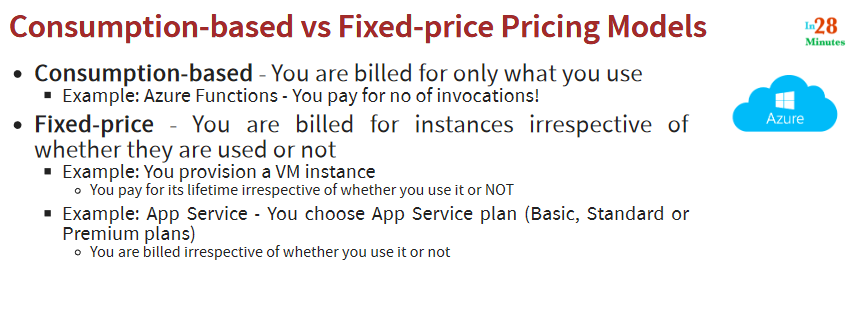 Consumption-based vs Fixed-price Pricing Models
In28
Minutes
Consumption-based - You are billed for only what you use
Example: Azure Functions - You pay for no of invocations!
Fixed-price - You are billed for instances irrespective of
whether they are used or not
Example: You provision a VM instance
You pay for its lifetime irrespective of whether you use it or NOT
Example: App Service - You choose App Service plan (Basic, Standard or
Premium plans)
You are billed irrespective of whether you use it or not
Azure